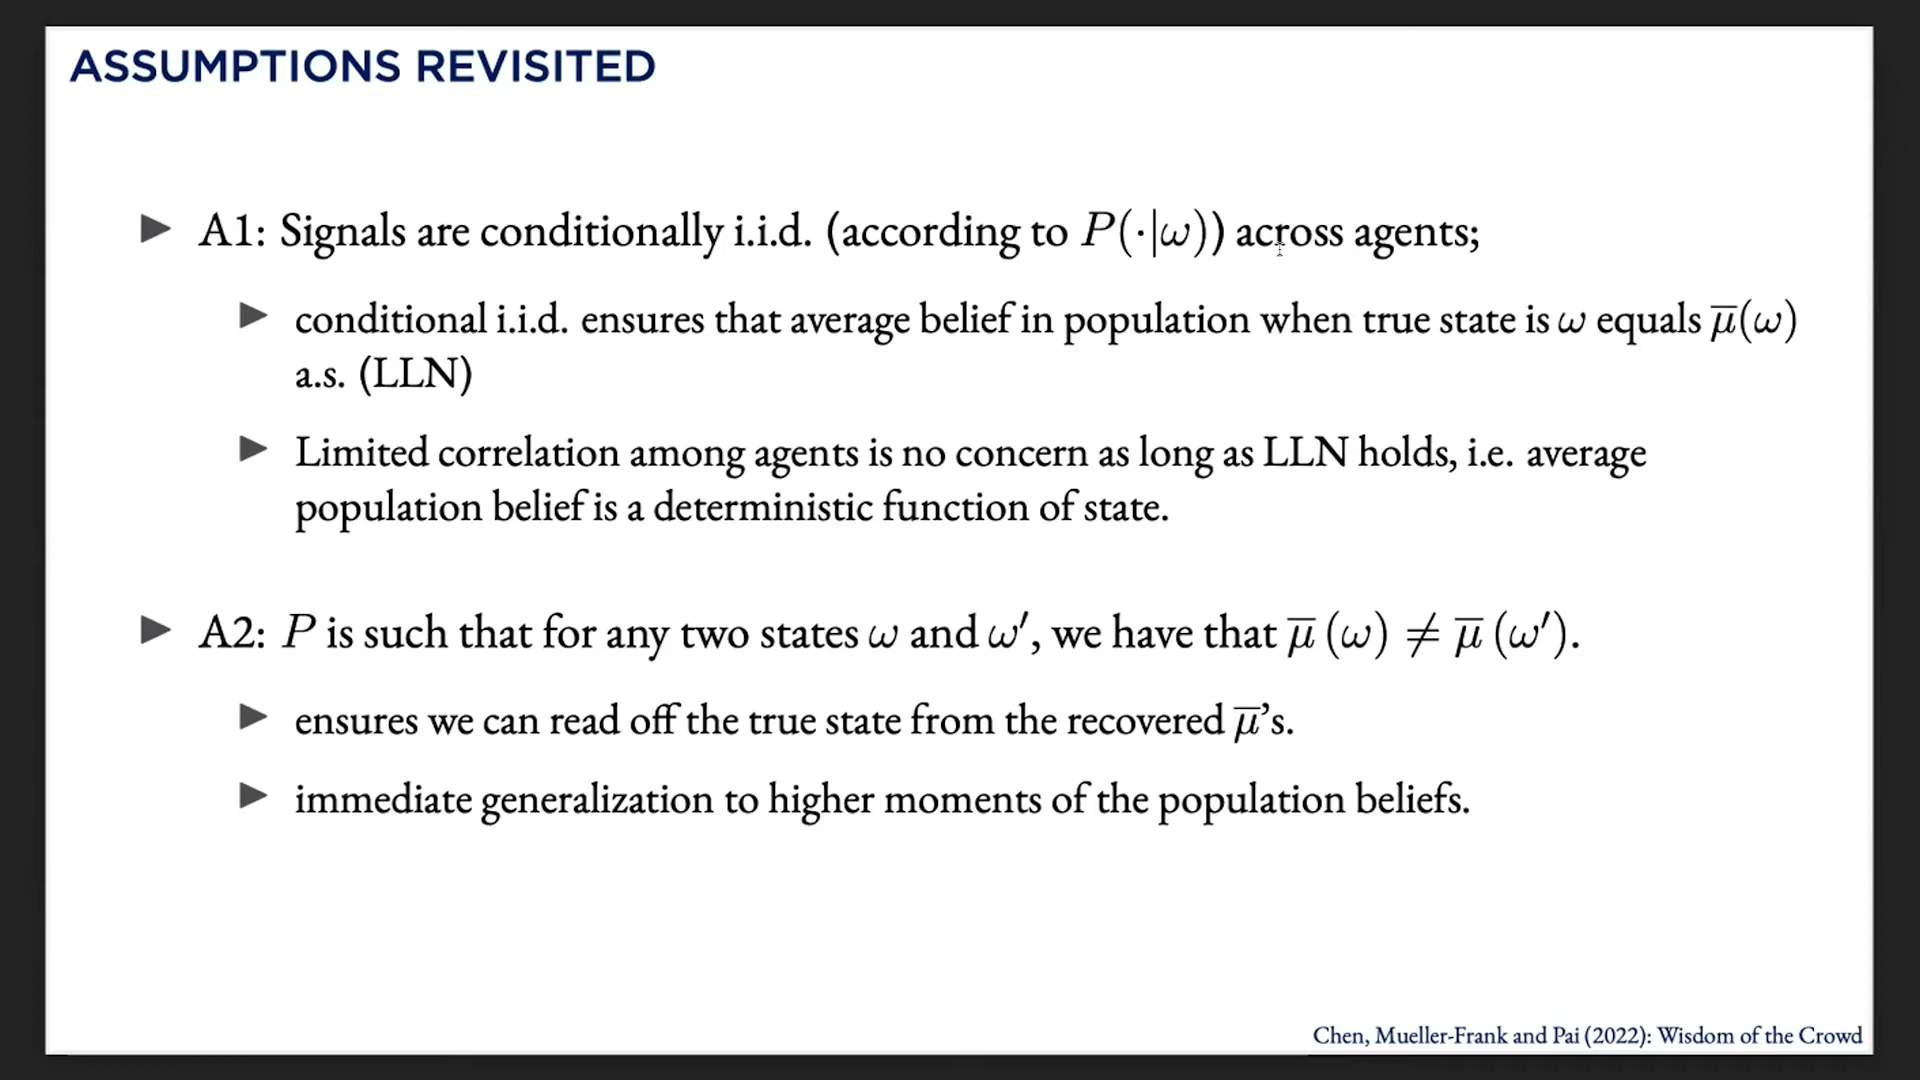 ASSUMPTIONS REVISITED
▶ A1: Signals are conditionally i.i.d. (according to P(·|ω)) across agents;
▶ conditional i.i.d. ensures that average belief in population when true state is ω equals μ̅(ω)
a.s. (LLN)
▶ Limited correlation among agents is no concern as long as LLN holds, i.e. average
population belief is a deterministic function of state.
▶ A2: P is such that for any two states ω and ω′, we have that μ̅ (ω) ≠ μ̅ (ω′).
▶ ensures we can read off the true state from the recovered μ̅’s.
▶ immediate generalization to higher moments of the population beliefs.
Chen, Mueller-Frank and Pai (2022): Wisdom of the Crowd